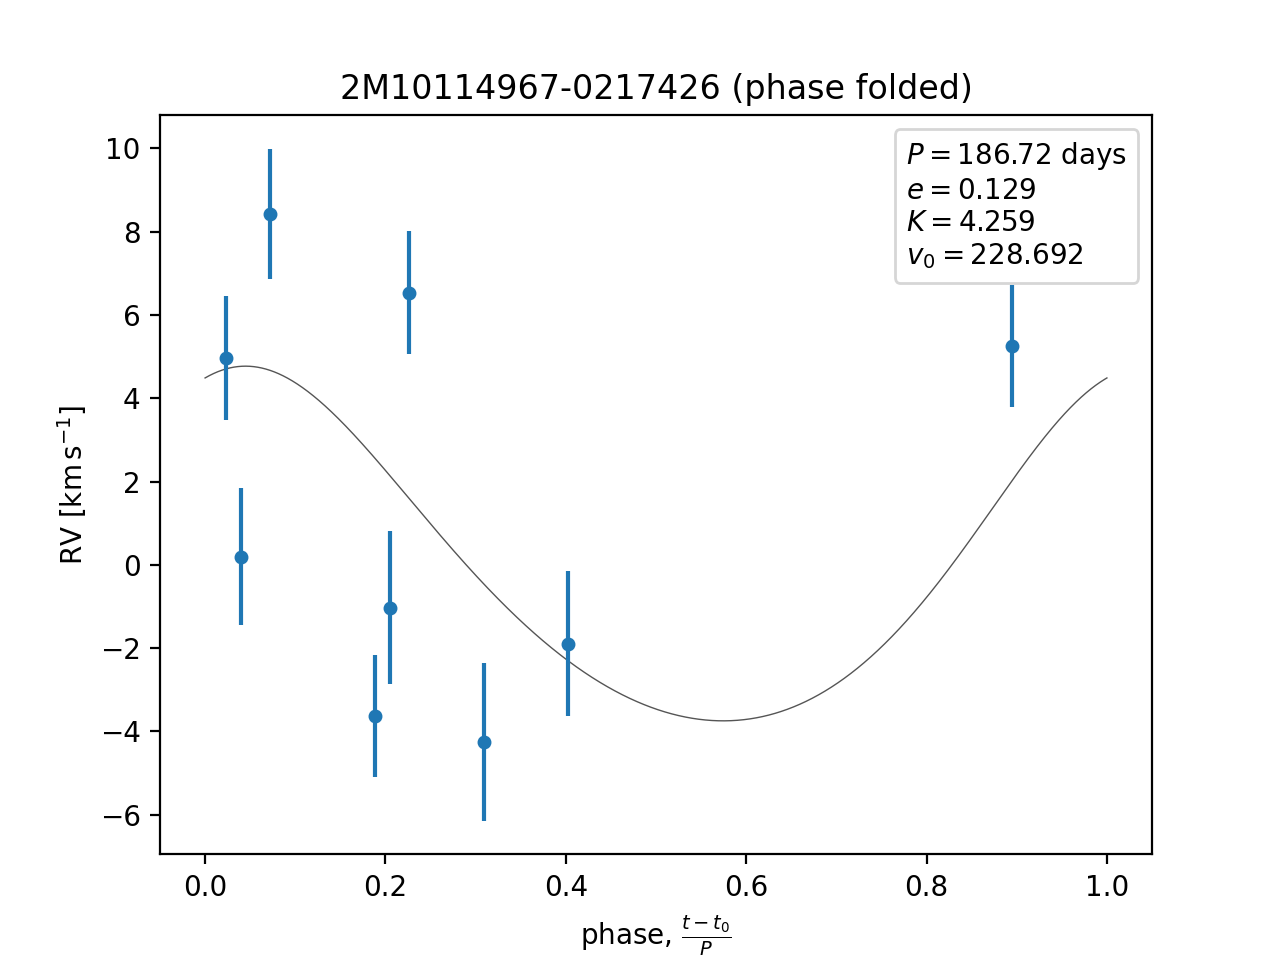 2M10114967-0217426 (phase folded)
P = 186.72 days
e = 0.129
K = 4.259
v₀ = 228.692
10
8
6
4
2
0
−2
−4
−6
RV [km s⁻¹]
0.0 0.2 0.4 0.6 0.8 1.0
phase, (t − t₀)/P